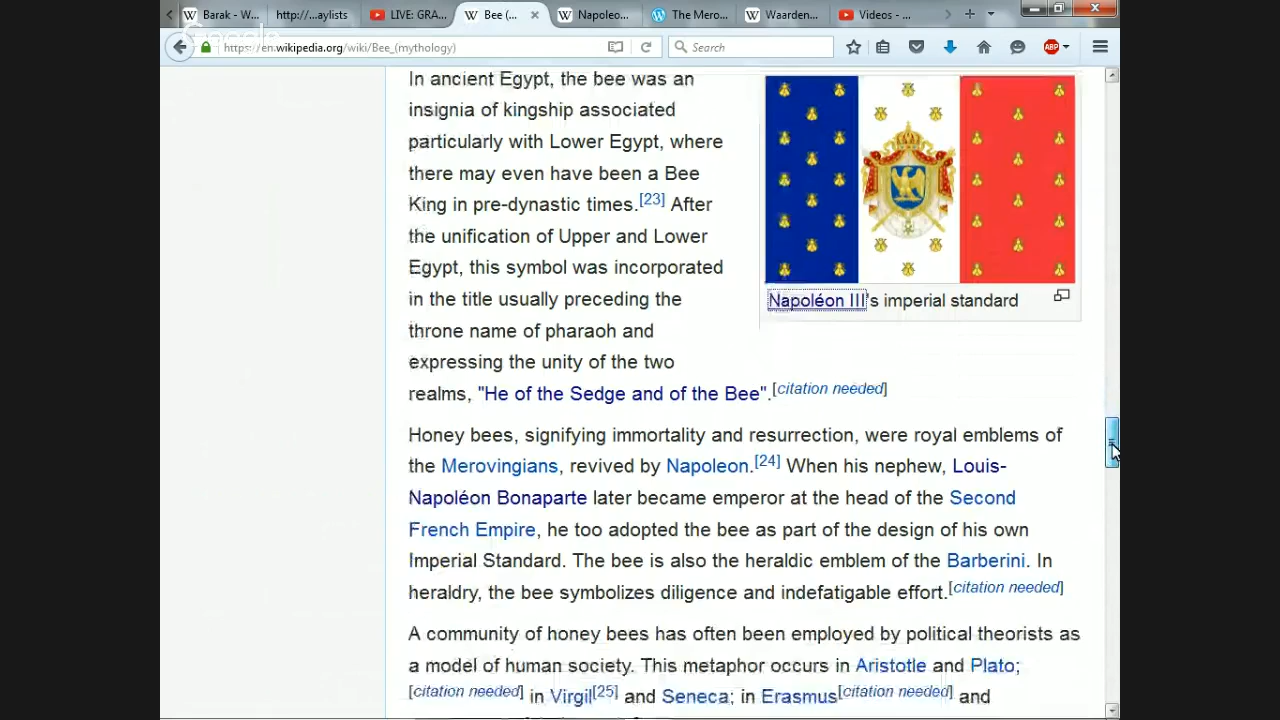 Barak - W...
http://...aylists
LIVE: GRA...
Bee (...
Napoleo...
The Mero...
Waarden...
Videos - ...
Google
https://en.wikipedia.org/wiki/Bee_(mythology)
Search
ABP
In ancient Egypt, the bee was an
insignia of kingship associated
particularly with Lower Egypt, where
there may even have been a Bee
King in pre-dynastic times.[23] After
the unification of Upper and Lower
Egypt, this symbol was incorporated
in the title usually preceding the
throne name of pharaoh and
expressing the unity of the two
realms, "He of the Sedge and of the Bee".[citation needed]
Napoléon III's imperial standard
Honey bees, signifying immortality and resurrection, were royal emblems of
the Merovingians, revived by Napoleon.[24] When his nephew, Louis-
Napoléon Bonaparte later became emperor at the head of the Second
French Empire, he too adopted the bee as part of the design of his own
Imperial Standard. The bee is also the heraldic emblem of the Barberini. In
heraldry, the bee symbolizes diligence and indefatigable effort.[citation needed]
A community of honey bees has often been employed by political theorists as
a model of human society. This metaphor occurs in Aristotle and Plato;
[citation needed] in Virgil[25] and Seneca; in Erasmus[citation needed] and